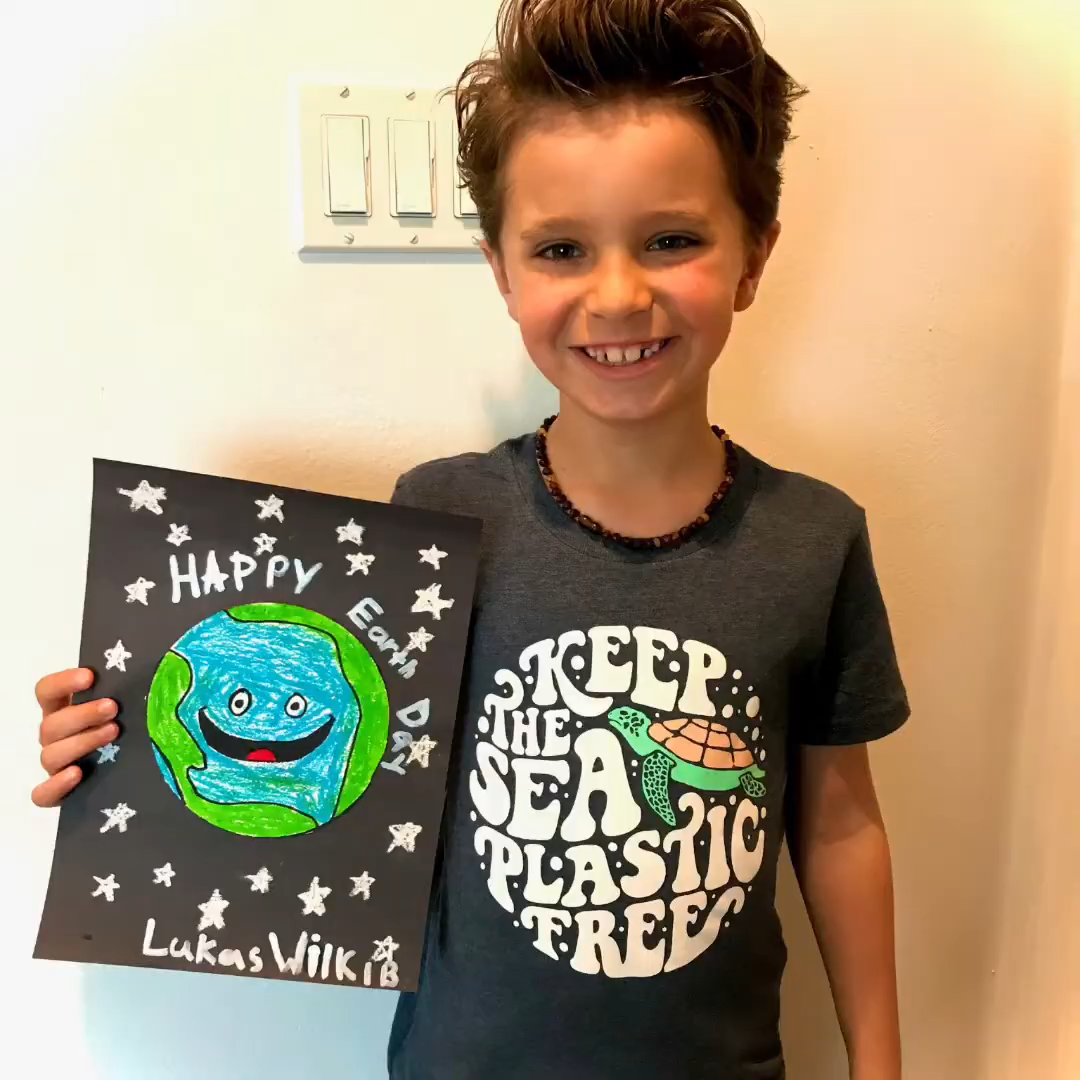 HAPPY
Earth Day
Lukas Wilk 1B
KEEP
THE
SEA
PLASTIC
FREE